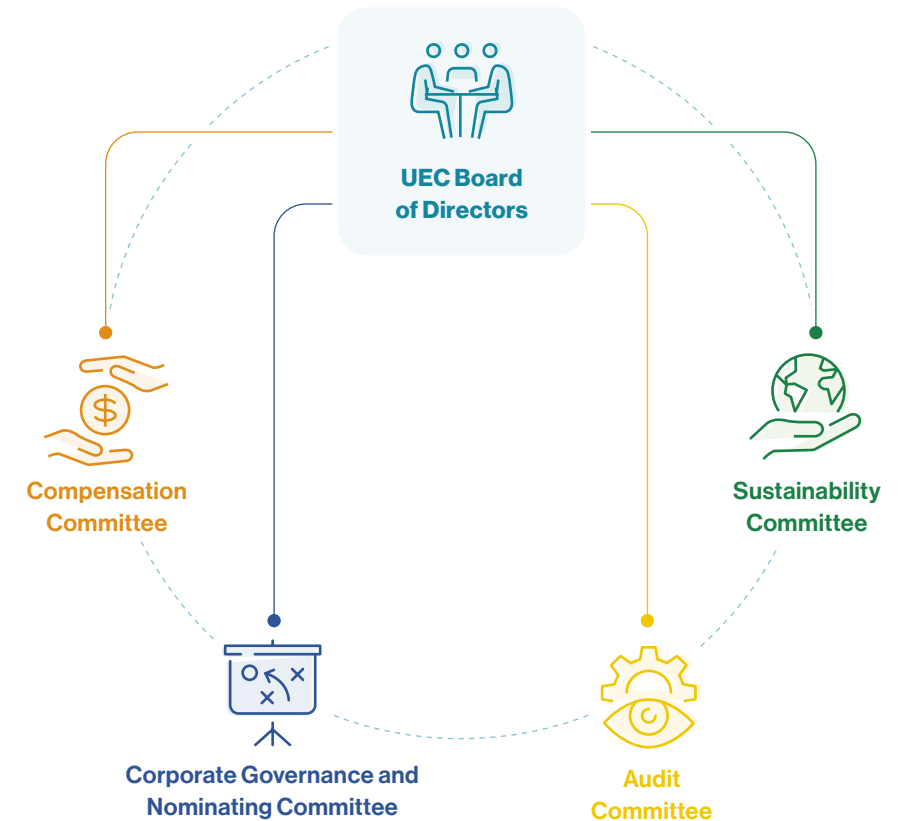 UEC Board
of Directors
Compensation
Committee
Sustainability
Committee
Corporate Governance and
Nominating Committee
Audit
Committee